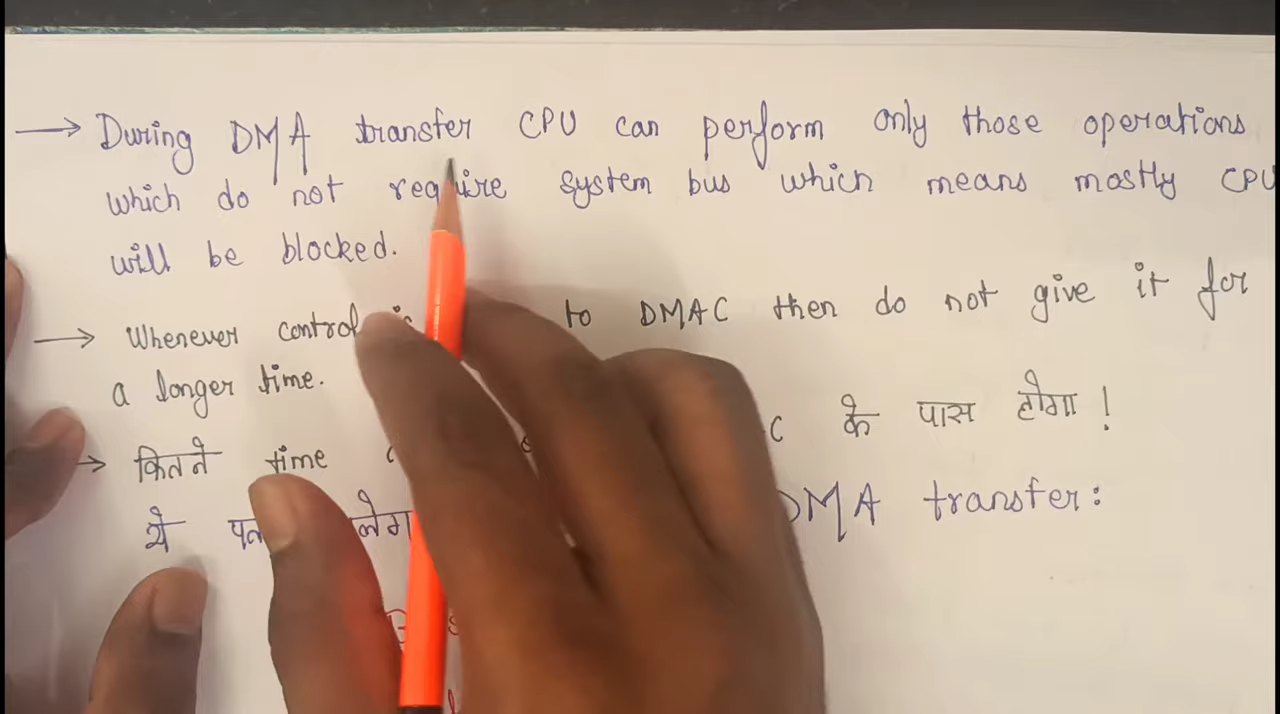 → During DMA transfer CPU can perform only those operations
which do not require system bus which means mostly CPU
will be blocked.
→ Whenever control to DMAC then do not give it for
a longer time.
→ कितने time के पास होगा !
ये DMA transfer: